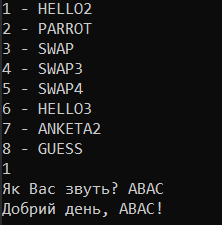 1 - HELLO2
2 - PARROT
3 - SWAP
4 - SWAP3
5 - SWAP4
6 - HELLO3
7 - ANKETA2
8 - GUESS
1
Як Вас звуть? ABAC
Добрий день, ABAC!